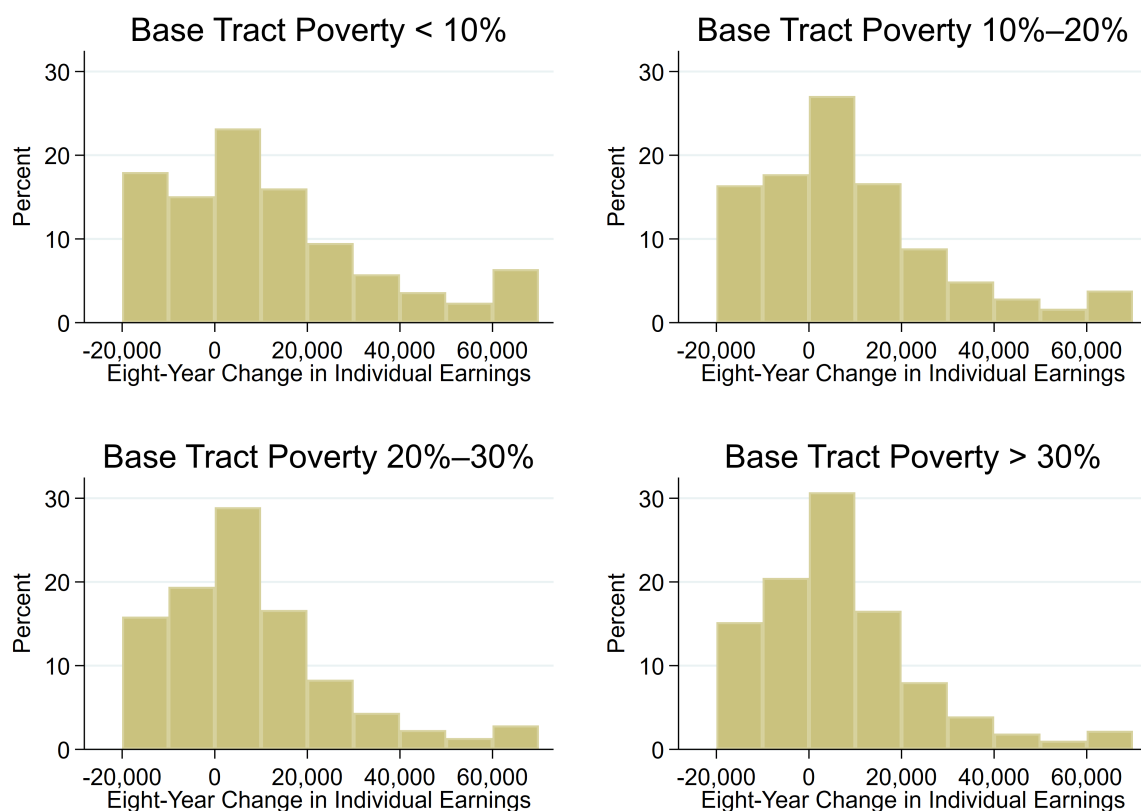 Base Tract Poverty < 10%
Percent
30
20
10
0
-20,000 0 20,000 40,000 60,000
Eight-Year Change in Individual Earnings
Base Tract Poverty 10%–20%
Percent
30
20
10
0
-20,000 0 20,000 40,000 60,000
Eight-Year Change in Individual Earnings
Base Tract Poverty 20%–30%
Percent
30
20
10
0
-20,000 0 20,000 40,000 60,000
Eight-Year Change in Individual Earnings
Base Tract Poverty > 30%
Percent
30
20
10
0
-20,000 0 20,000 40,000 60,000
Eight-Year Change in Individual Earnings